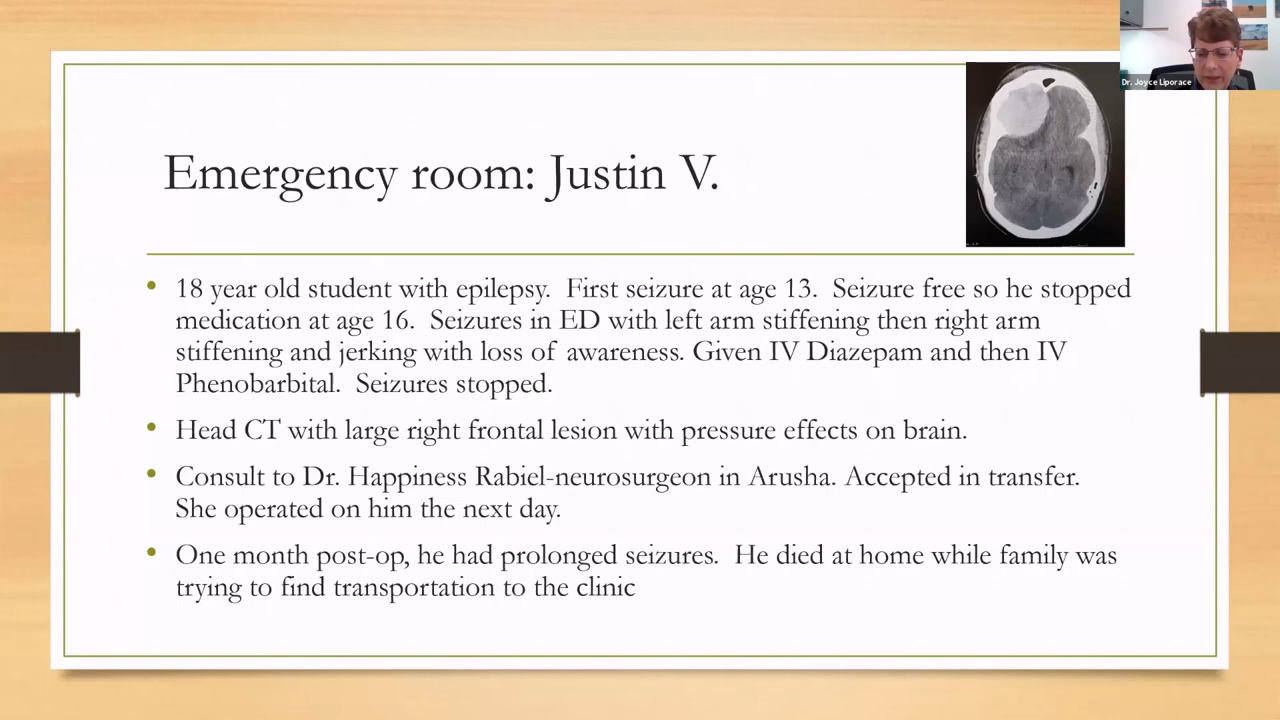 Dr. Joyce Liporace
Emergency room: Justin V.
• 18 year old student with epilepsy.  First seizure at age 13.  Seizure free so he stopped
medication at age 16.  Seizures in ED with left arm stiffening then right arm
stiffening and jerking with loss of awareness. Given IV Diazepam and then IV
Phenobarbital.  Seizures stopped.
• Head CT with large right frontal lesion with pressure effects on brain.
• Consult to Dr. Happiness Rabiel-neurosurgeon in Arusha. Accepted in transfer.
She operated on him the next day.
• One month post-op, he had prolonged seizures.  He died at home while family was
trying to find transportation to the clinic